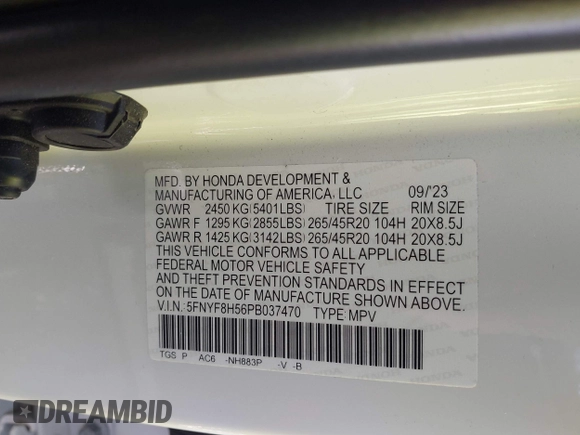 MFD. BY HONDA DEVELOPMENT &
MANUFACTURING OF AMERICA, LLC 09/'23
GVWR 2450 KG(5401LBS) TIRE SIZE RIM SIZE
GAWR F 1295 KG(2855LBS) 265/45R20 104H 20X8.5J
GAWR R 1425 KG(3142LBS) 265/45R20 104H 20X8.5J
THIS VEHICLE CONFORMS TO ALL APPLICABLE
FEDERAL MOTOR VEHICLE SAFETY
AND THEFT PREVENTION STANDARDS IN EFFECT
ON THE DATE OF MANUFACTURE SHOWN ABOVE.
V.I.N.: 5FNYF8H56PB037470 TYPE: MPV
TGS P AC6 -NH883P -V -B
DREAMBID